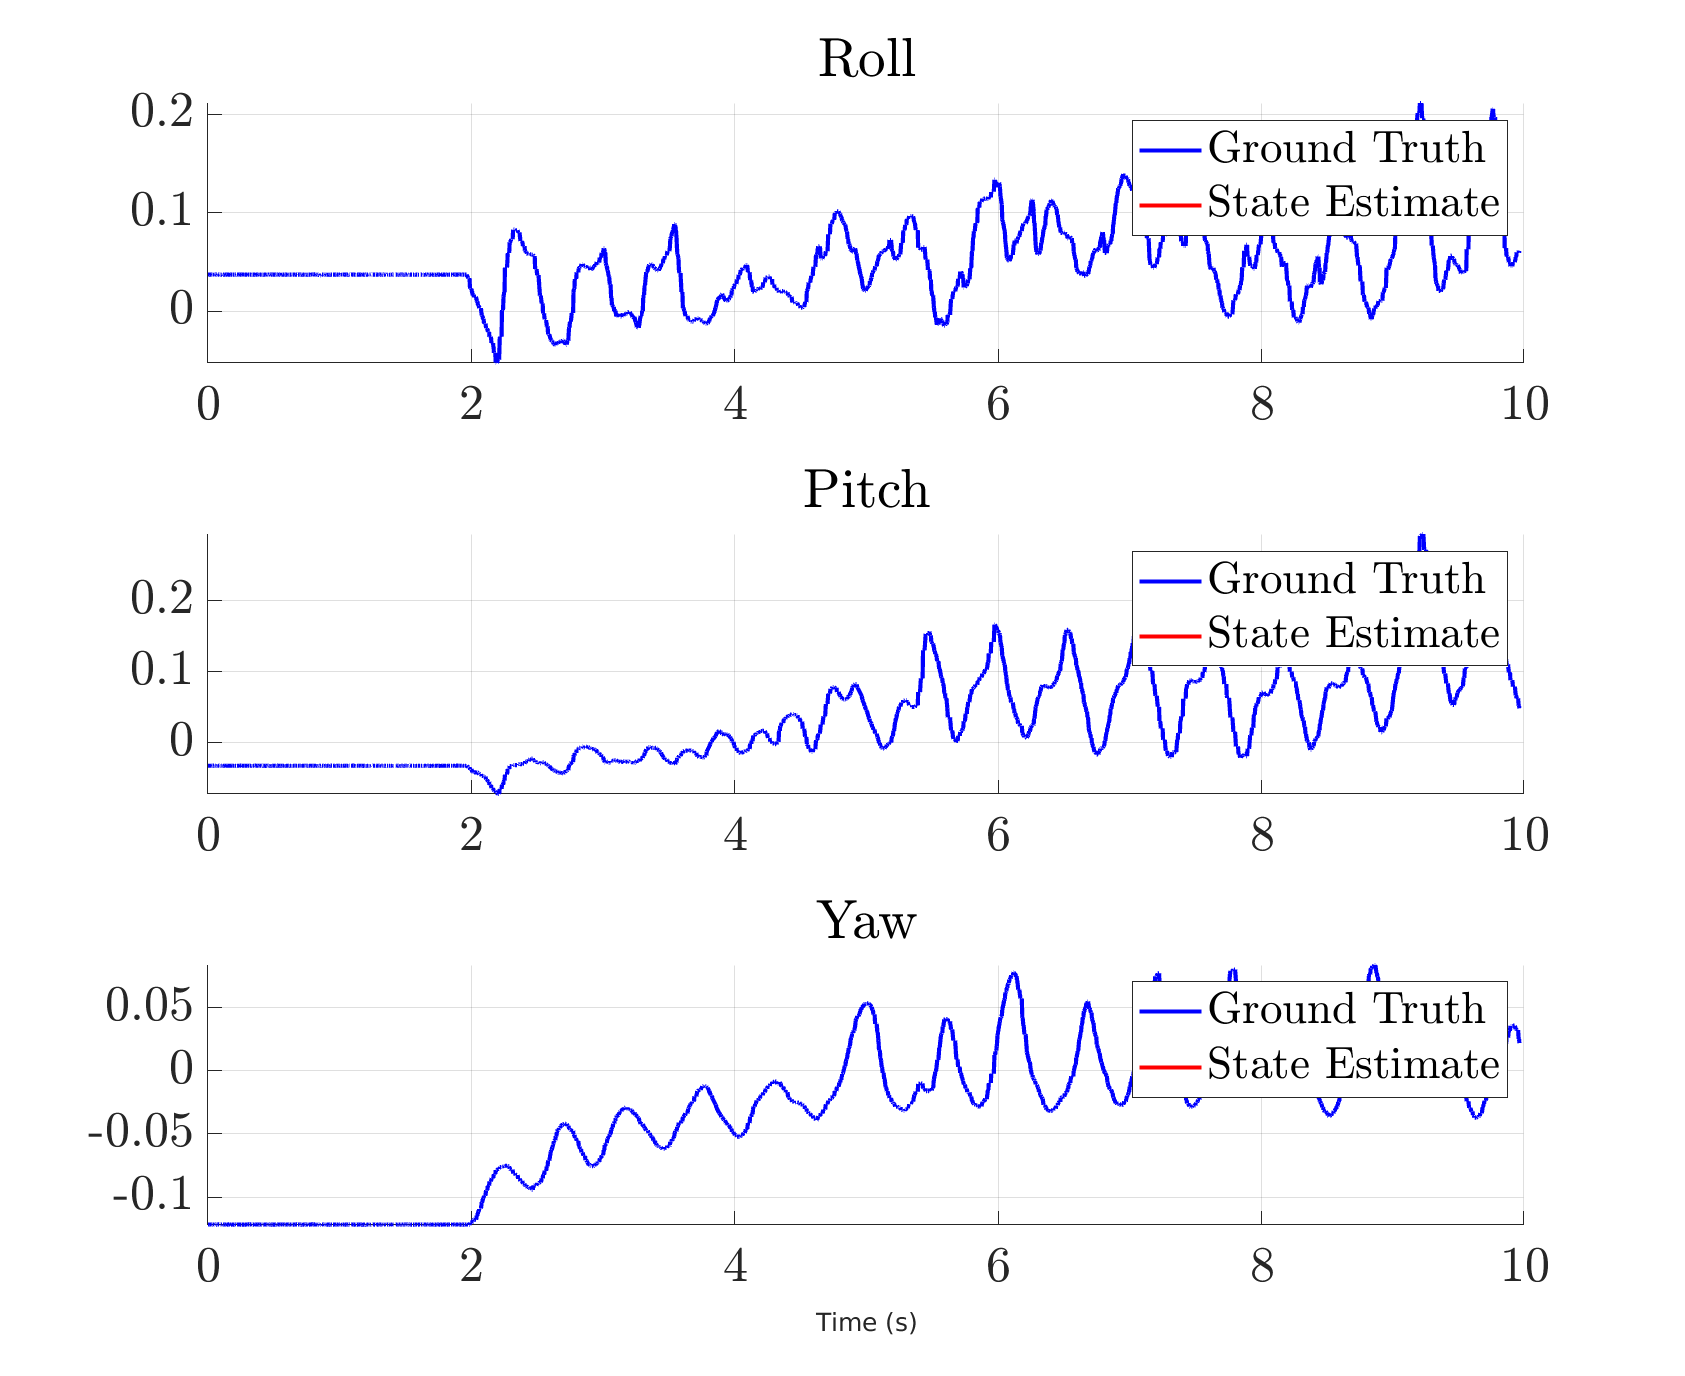 Roll
0.2
0.1
0
Ground Truth
State Estimate
0 2 4 6 8 10
Pitch
0.2
0.1
0
Ground Truth
State Estimate
0 2 4 6 8 10
Yaw
0.05
0
-0.05
-0.1
Ground Truth
State Estimate
0 2 4 6 8 10
Time (s)